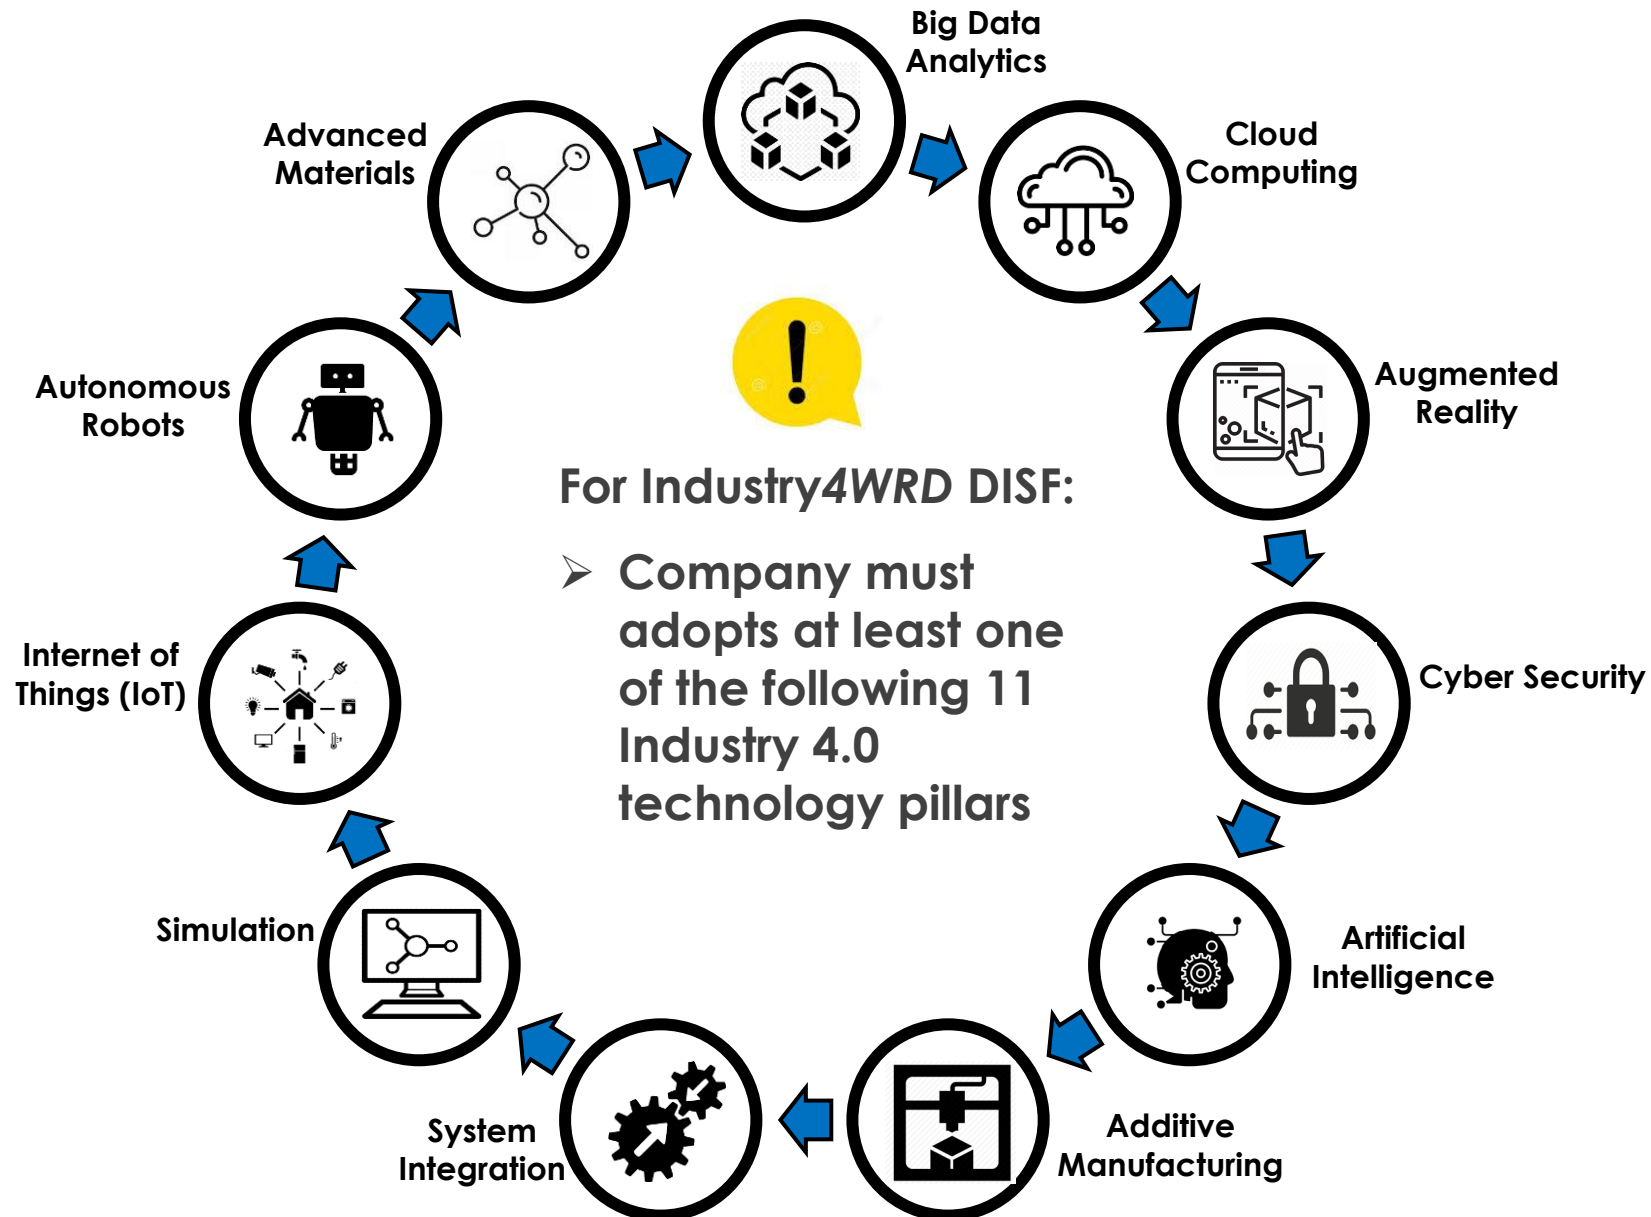 Big Data
Analytics
Cloud
Computing
Augmented
Reality
Cyber Security
Artificial
Intelligence
Additive
Manufacturing
System
Integration
Simulation
Internet of
Things (IoT)
Autonomous
Robots
Advanced
Materials
For Industry4WRD DISF:
➢ Company must
adopts at least one
of the following 11
Industry 4.0
technology pillars